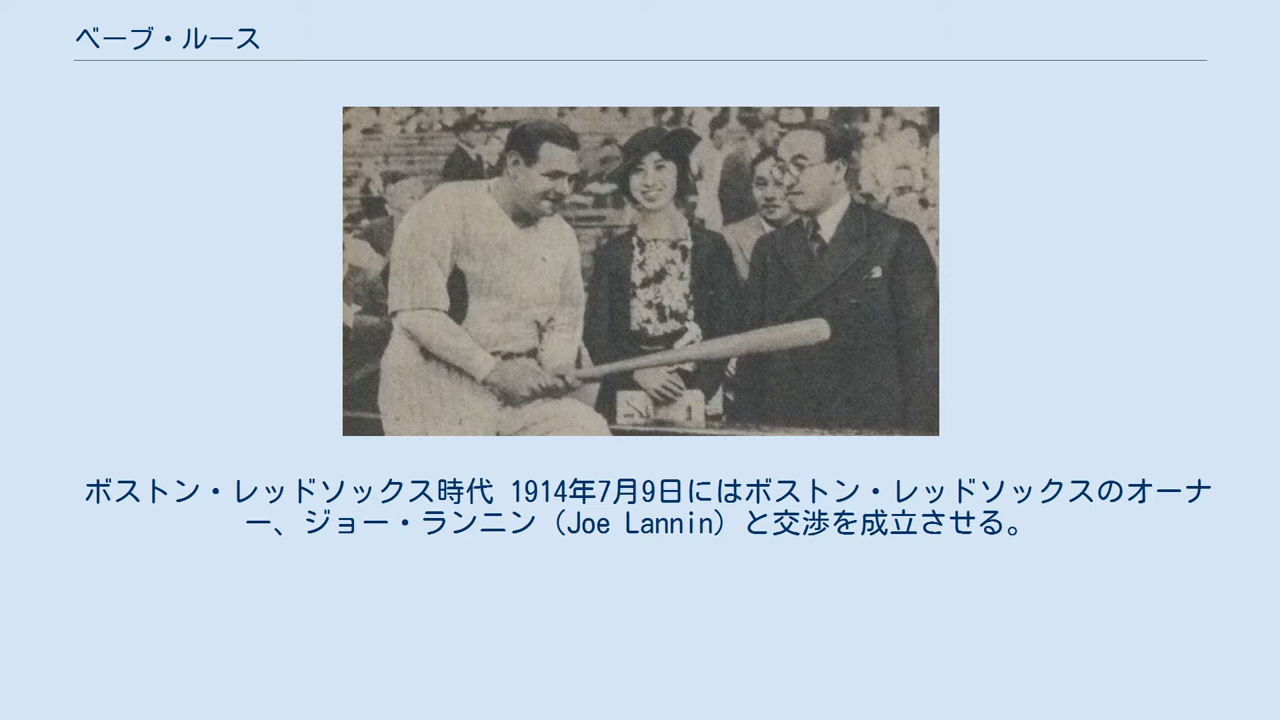 ベーブ・ルース
ボストン・レッドソックス時代 1914年7月9日にはボストン・レッドソックスのオーナ
ー、ジョー・ランニン（Joe Lannin）と交渉を成立させる。